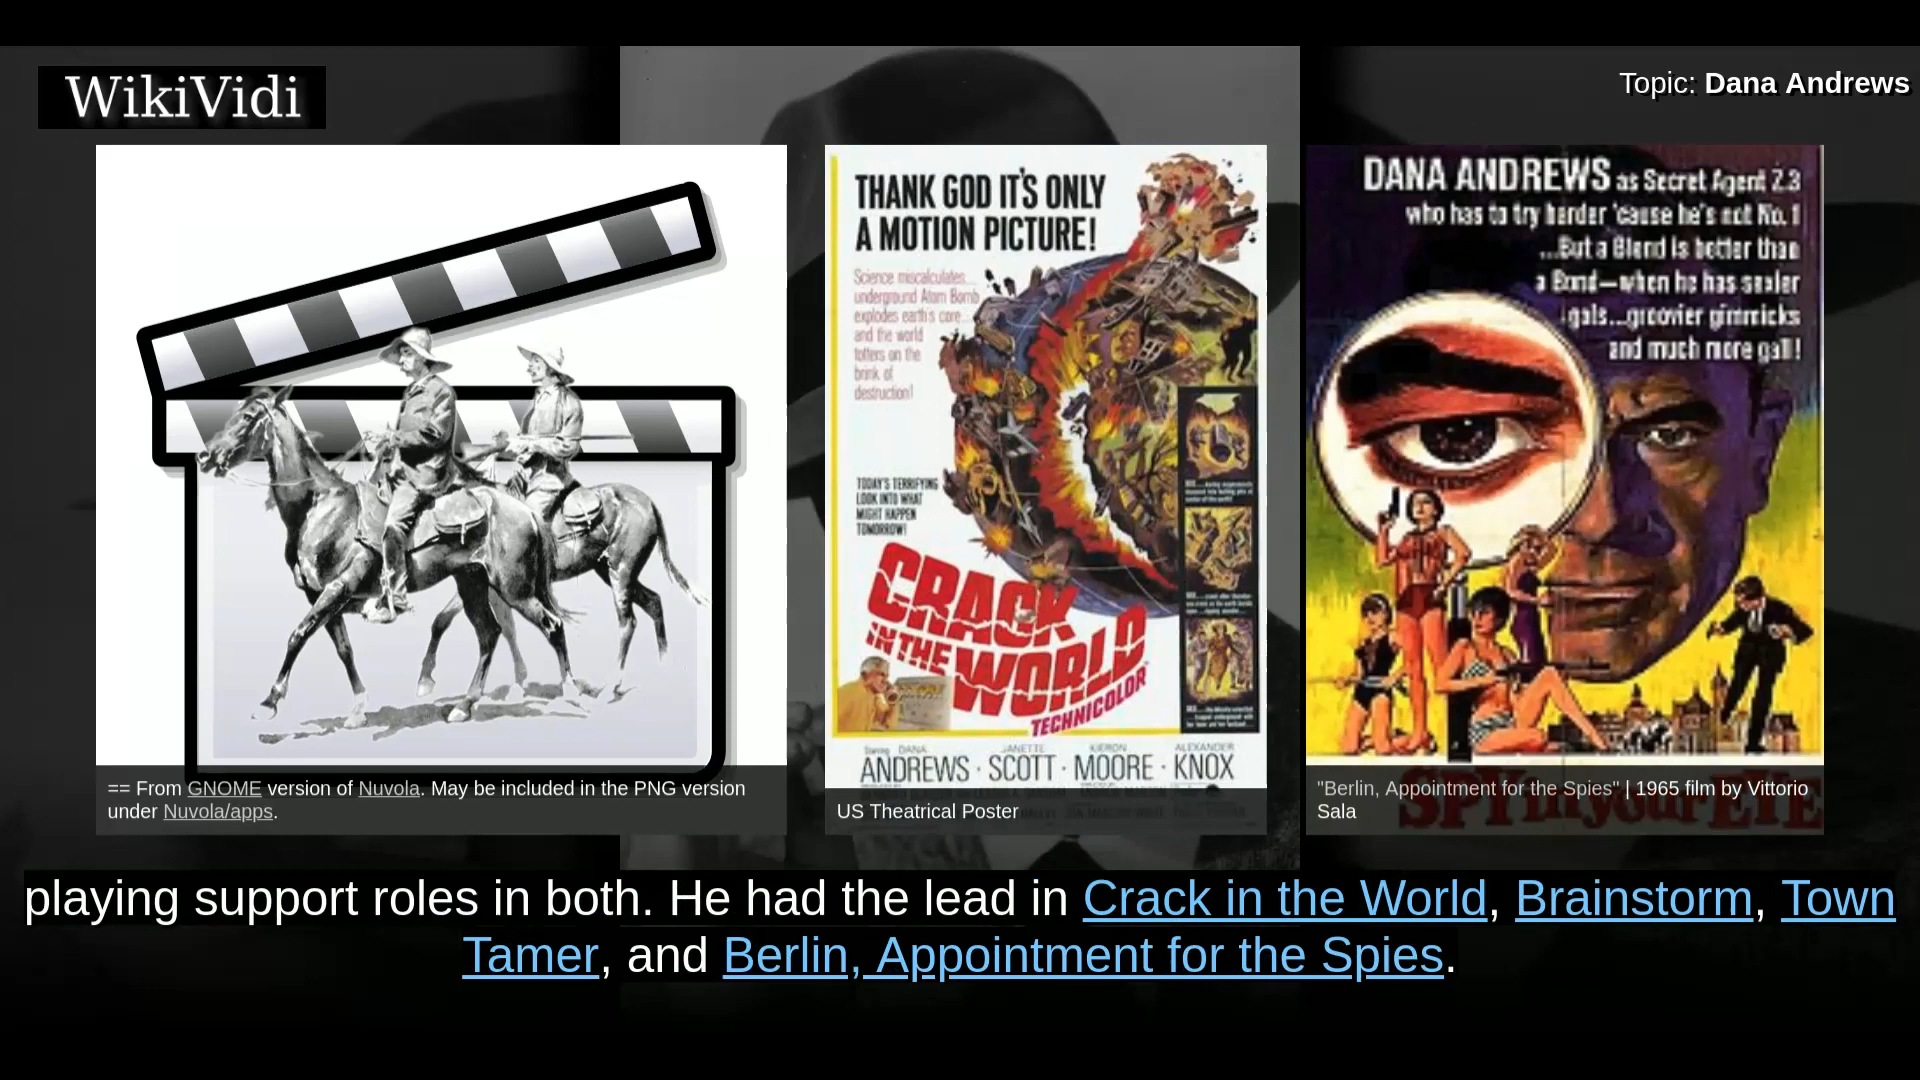 WikiVidi
Topic: Dana Andrews
THANK GOD IT'S ONLY
A MOTION PICTURE!
Science miscalculates...
underground Atom Bomb
explodes earth's core...
and the world
totters on the
brink of
destruction!
TODAY'S TERRIFYING
LOOK INTO WHAT
MIGHT HAPPEN
TOMORROW!
CRACK
IN THE
WORLD
TECHNICOLOR
Starring DANA ANDREWS · JANETTE SCOTT · KIERON MOORE · ALEXANDER KNOX
DANA ANDREWS as Secret Agent Z.3
who has to try harder 'cause he's not No. 1
...But a Blend is better than
a Bond—when he has sexier
gals...groovier gimmicks
and much more gall!
SPY in your EYE
== From GNOME version of Nuvola. May be included in the PNG version
under Nuvola/apps.
US Theatrical Poster
"Berlin, Appointment for the Spies" | 1965 film by Vittorio
Sala
playing support roles in both. He had the lead in Crack in the World, Brainstorm, Town
Tamer, and Berlin, Appointment for the Spies.